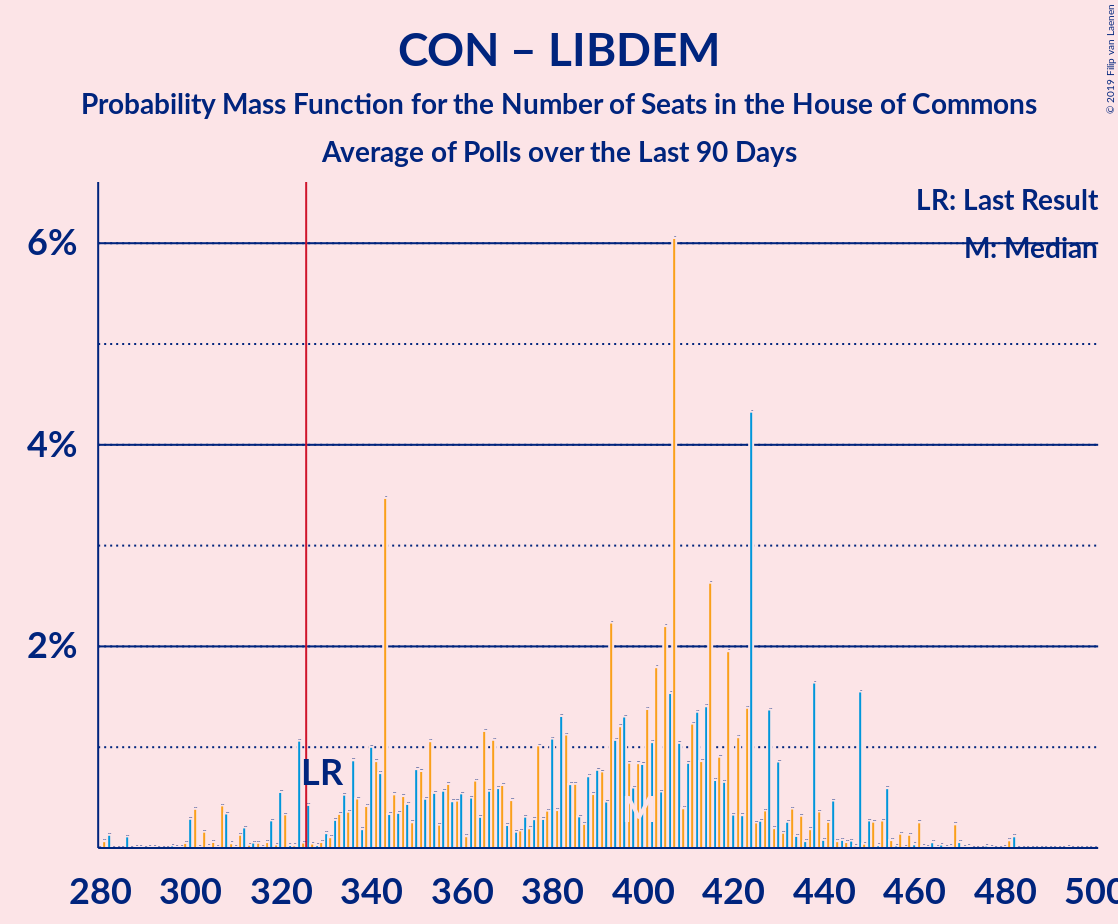 CON – LIBDEM
Probability Mass Function for the Number of Seats in the House of Commons
Average of Polls over the Last 90 Days
© 2019 Filip van Laenen
LR: Last Result
M: Median
6%
4%
2%
LR
M
280 300 320 340 360 380 400 420 440 460 480 500